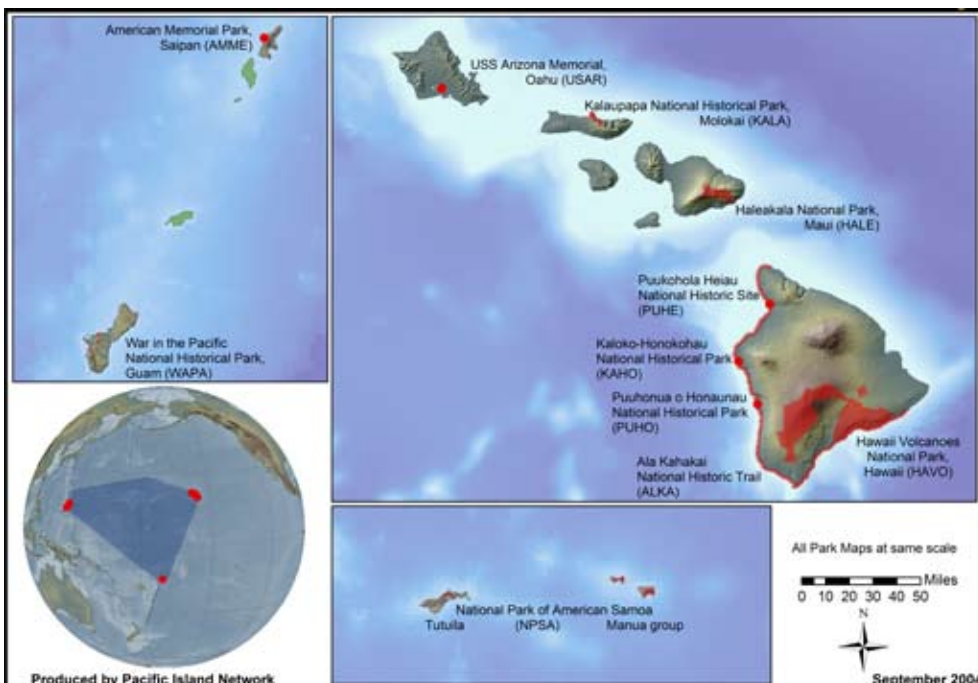 American Memorial Park,
Saipan (AMME)
War in the Pacific
National Historical Park,
Guam (WAPA)
USS Arizona Memorial,
Oahu (USAR)
Kalaupapa National Historical Park,
Molokai (KALA)
Haleakala National Park,
Maui (HALE)
Puukohola Heiau
National Historic Site
(PUHE)
Kaloko-Honokohau
National Historical Park
(KAHO)
Puuhonua o Honaunau
National Historical Park
(PUHO)
Ala Kahakai
National Historic Trail
(ALKA)
Hawaii Volcanoes
National Park,
Hawaii (HAVO)
National Park of American Samoa
Tutuila (NPSA) Manua group
All Park Maps at same scale
Miles
0 10 20 30 40 50
N
Produced by Pacific Island Network
September